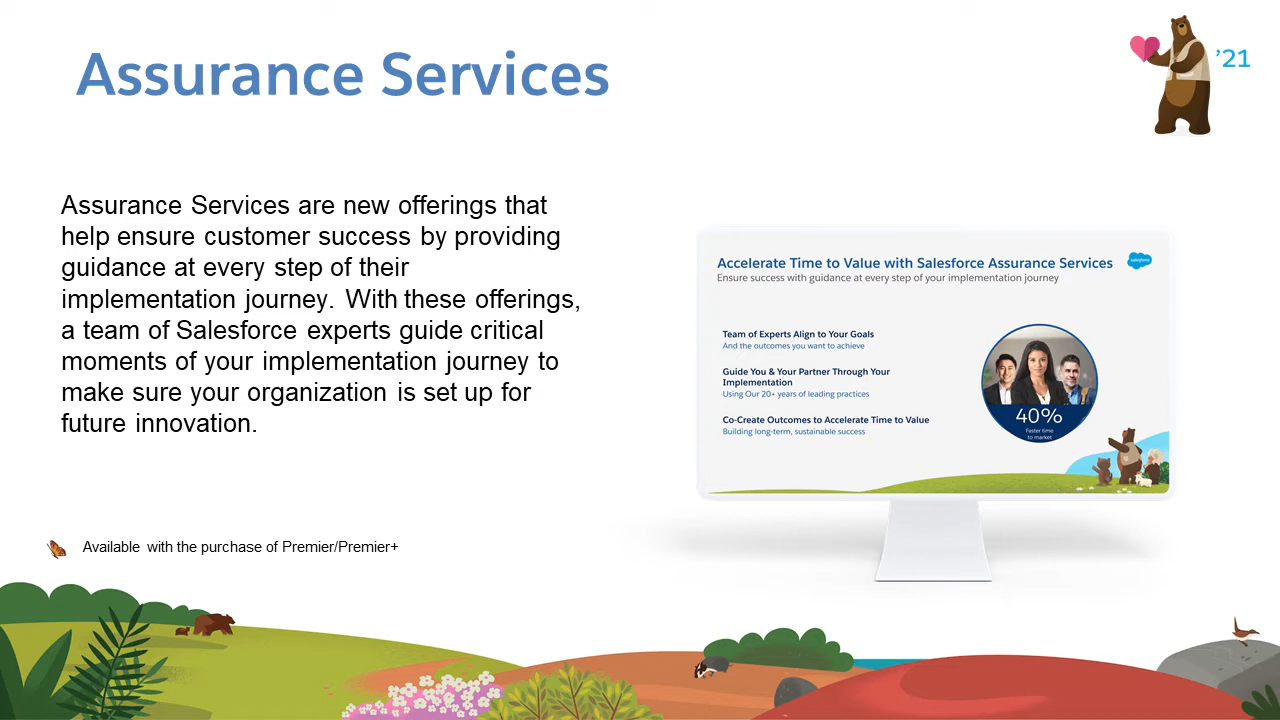 Assurance Services
’21
Assurance Services are new offerings that
help ensure customer success by providing
guidance at every step of their
implementation journey. With these offerings,
a team of Salesforce experts guide critical
moments of your implementation journey to
make sure your organization is set up for
future innovation.
Accelerate Time to Value with Salesforce Assurance Services
salesforce
Ensure success with guidance at every step of your implementation journey
Team of Experts Align to Your Goals
And the outcomes you want to achieve
Guide You & Your Partner Through Your
Implementation
Using Our 20+ years of leading practices
Co-Create Outcomes to Accelerate Time to Value
Building long-term, sustainable success
40%
Faster time
to market
Available with the purchase of Premier/Premier+